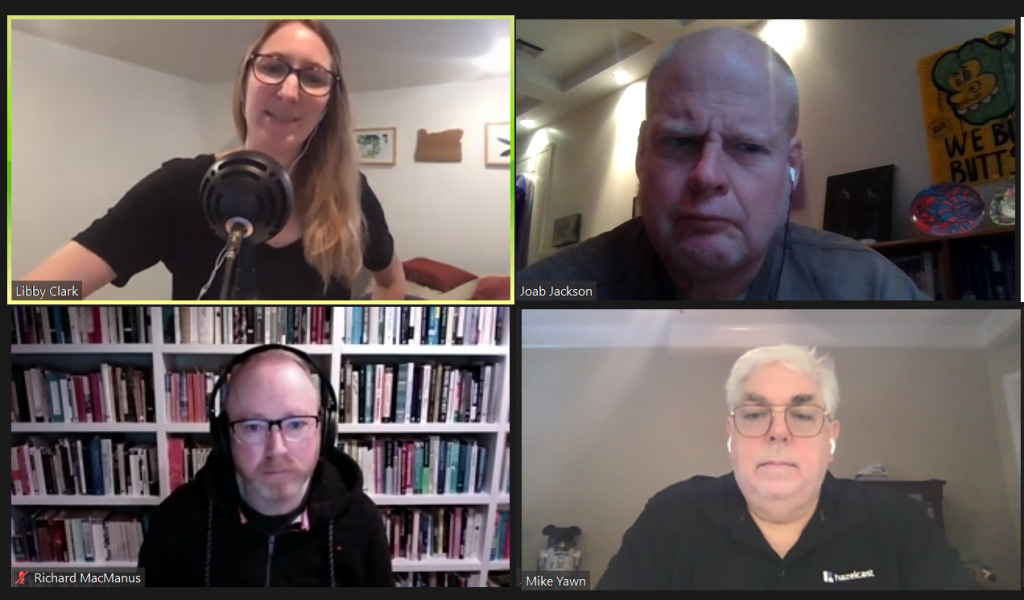 Libby Clark
Joab Jackson
WE
Richard MacManus
Mike Yawn
hazelcast